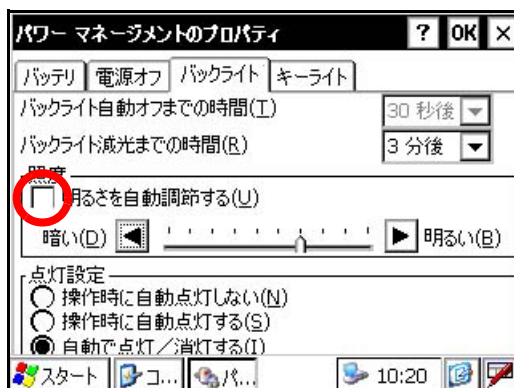 パワー マネージメントのプロパティ ? OK ×
バッテリ 電源オフ バックライト キーライト
バックライト自動オフまでの時間(T) 30 秒後
バックライト減光までの時間(R) 3 分後
照度
明るさを自動調節する(U)
暗い(D) 明るい(B)
点灯設定
操作時に自動点灯しない(N)
操作時に自動点灯する(S)
自動で点灯/消灯する(I)
スタート コ... パ... 10:20